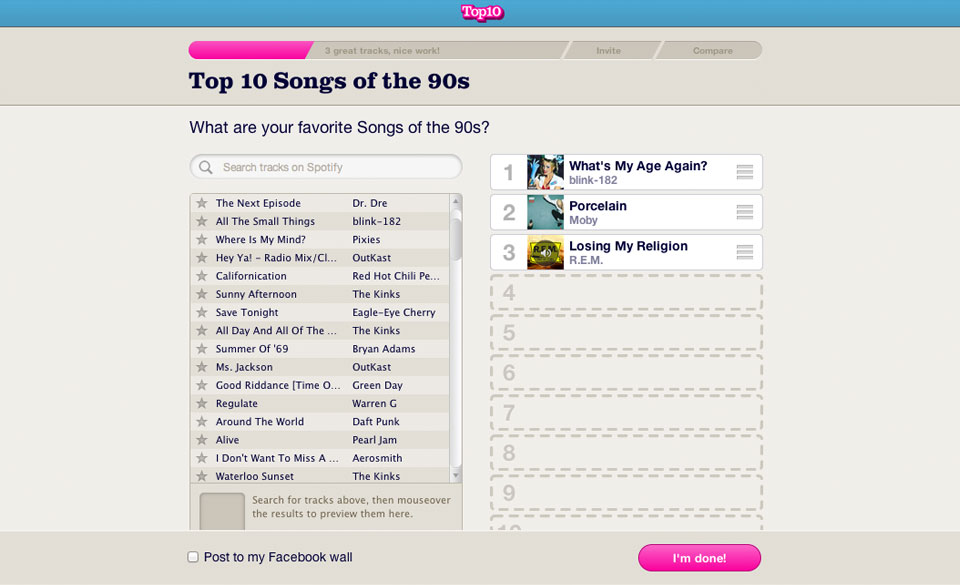 Top10
3 great tracks, nice work! Invite Compare
Top 10 Songs of the 90s
What are your favorite Songs of the 90s?
Search tracks on Spotify
The Next Episode Dr. Dre
All The Small Things blink-182
Where Is My Mind? Pixies
Hey Ya! - Radio Mix/Cl... OutKast
Californication Red Hot Chili Pe...
Sunny Afternoon The Kinks
Save Tonight Eagle-Eye Cherry
All Day And All Of The ... The Kinks
Summer Of '69 Bryan Adams
Ms. Jackson OutKast
Good Riddance [Time O... Green Day
Regulate Warren G
Around The World Daft Punk
Alive Pearl Jam
I Don't Want To Miss A ... Aerosmith
Waterloo Sunset The Kinks
Search for tracks above, then mouseover
the results to preview them here.
1 What's My Age Again?
blink-182
2 Porcelain
Moby
3 R.E.M. Losing My Religion
R.E.M.
4
5
6
7
8
9
10
Post to my Facebook wall
I'm done!